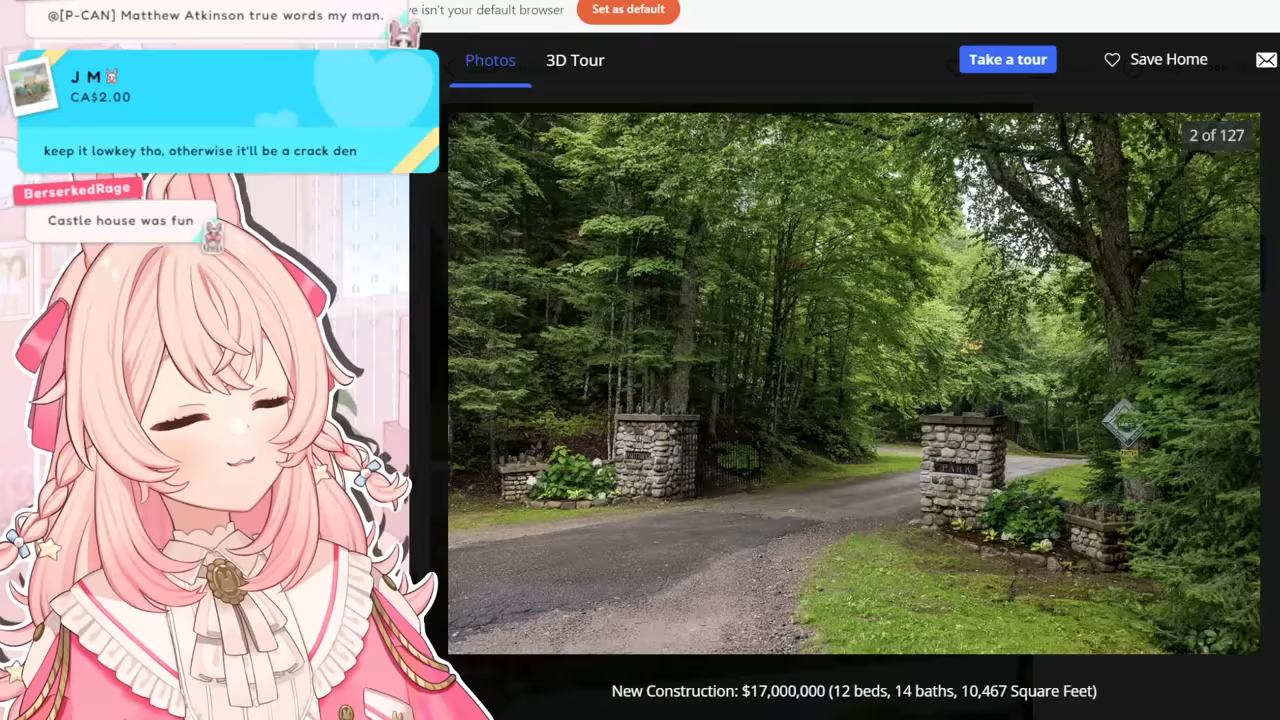 @[P-CAN] Matthew Atkinson true words my man.
J M
CA$2.00
keep it lowkey tho, otherwise it'll be a crack den
BerserkedRage
Castle house was fun
ve isn't your default browser
Set as default
Photos
3D Tour
Take a tour
Save Home
2 of 127
PARK
New Construction: $17,000,000 (12 beds, 14 baths, 10,467 Square Feet)